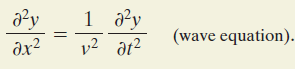 ∂²y/∂x² = 1/v² ∂²y/∂t² (wave equation).